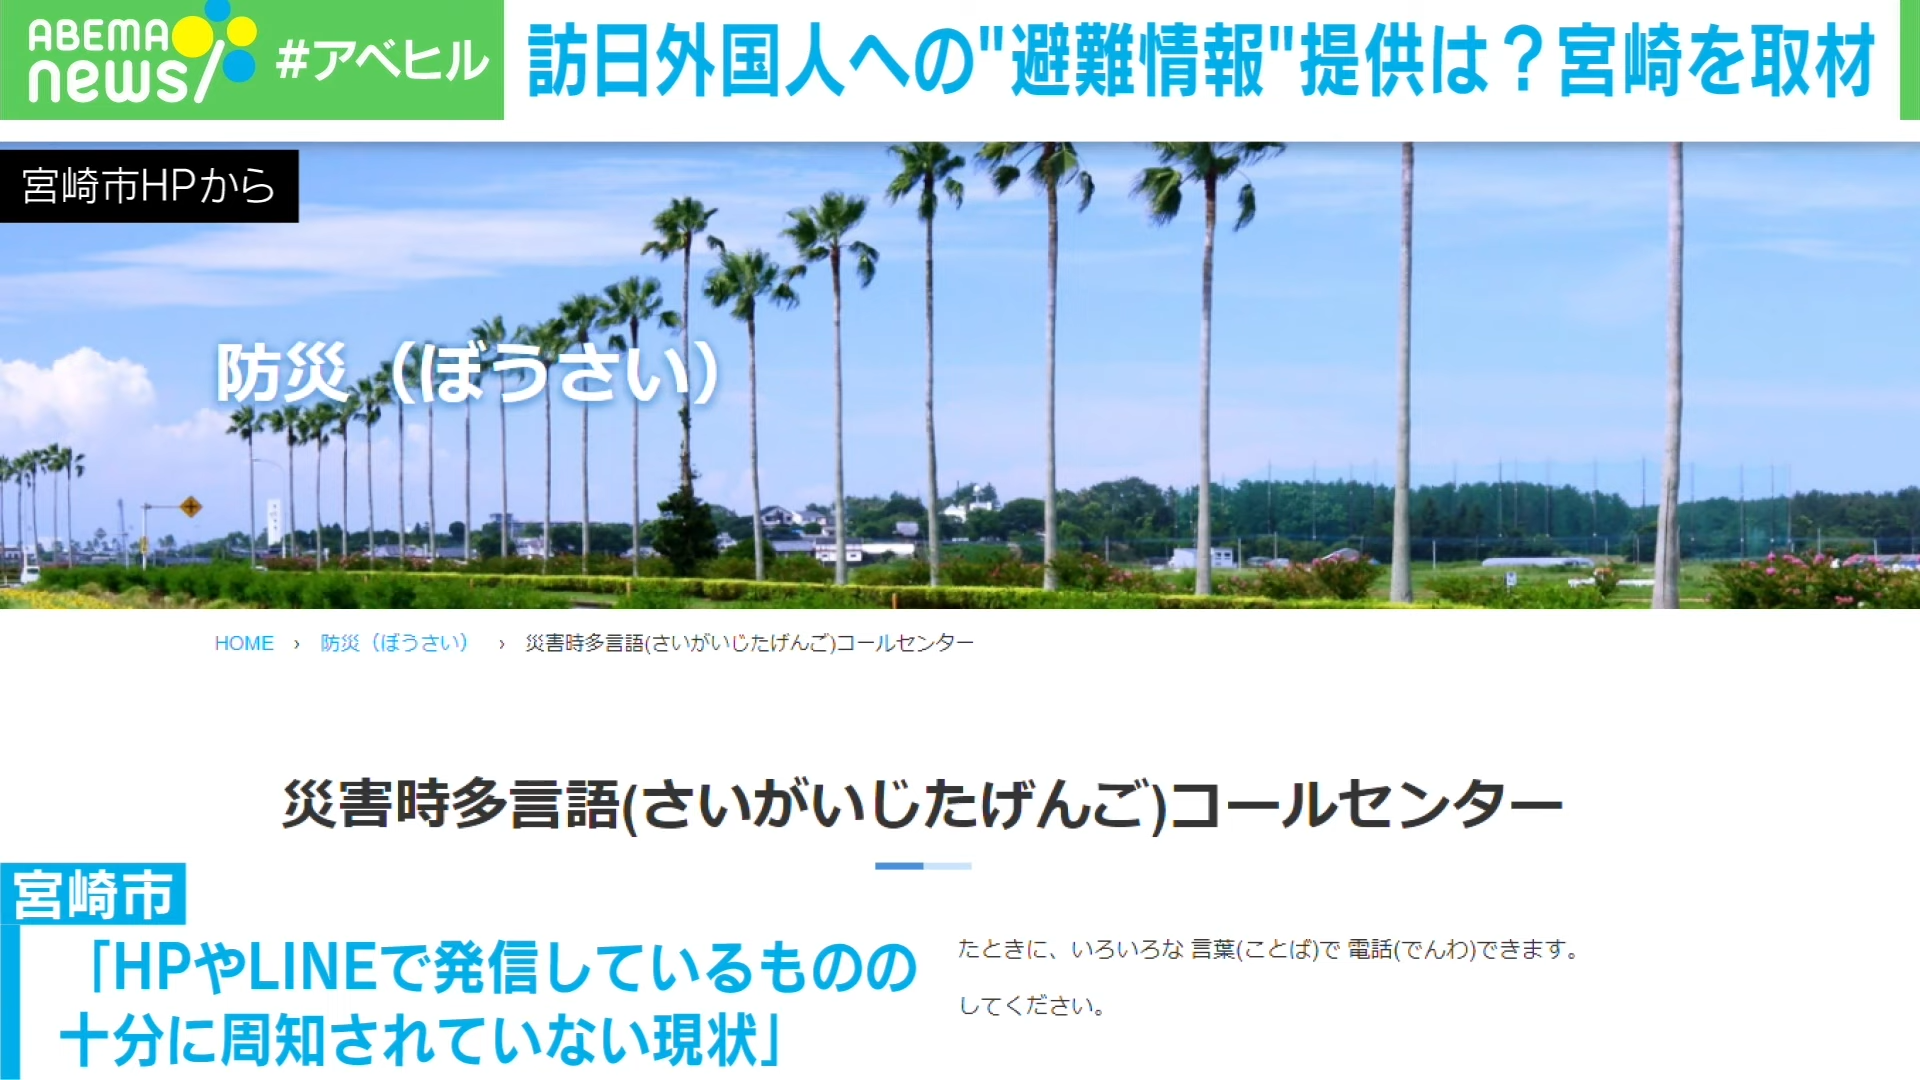 ABEMA
news/
#アベヒル
訪日外国人への"避難情報"提供は？宮崎を取材
宮崎市HPから
防災（ぼうさい）
HOME › 防災（ぼうさい） › 災害時多言語(さいがいじたげんご)コールセンター
災害時多言語(さいがいじたげんご)コールセンター
宮崎市
「HPやLINEで発信しているものの
十分に周知されていない現状」
たときに、いろいろな 言葉(ことば)で 電話(でんわ)できます。
してください。